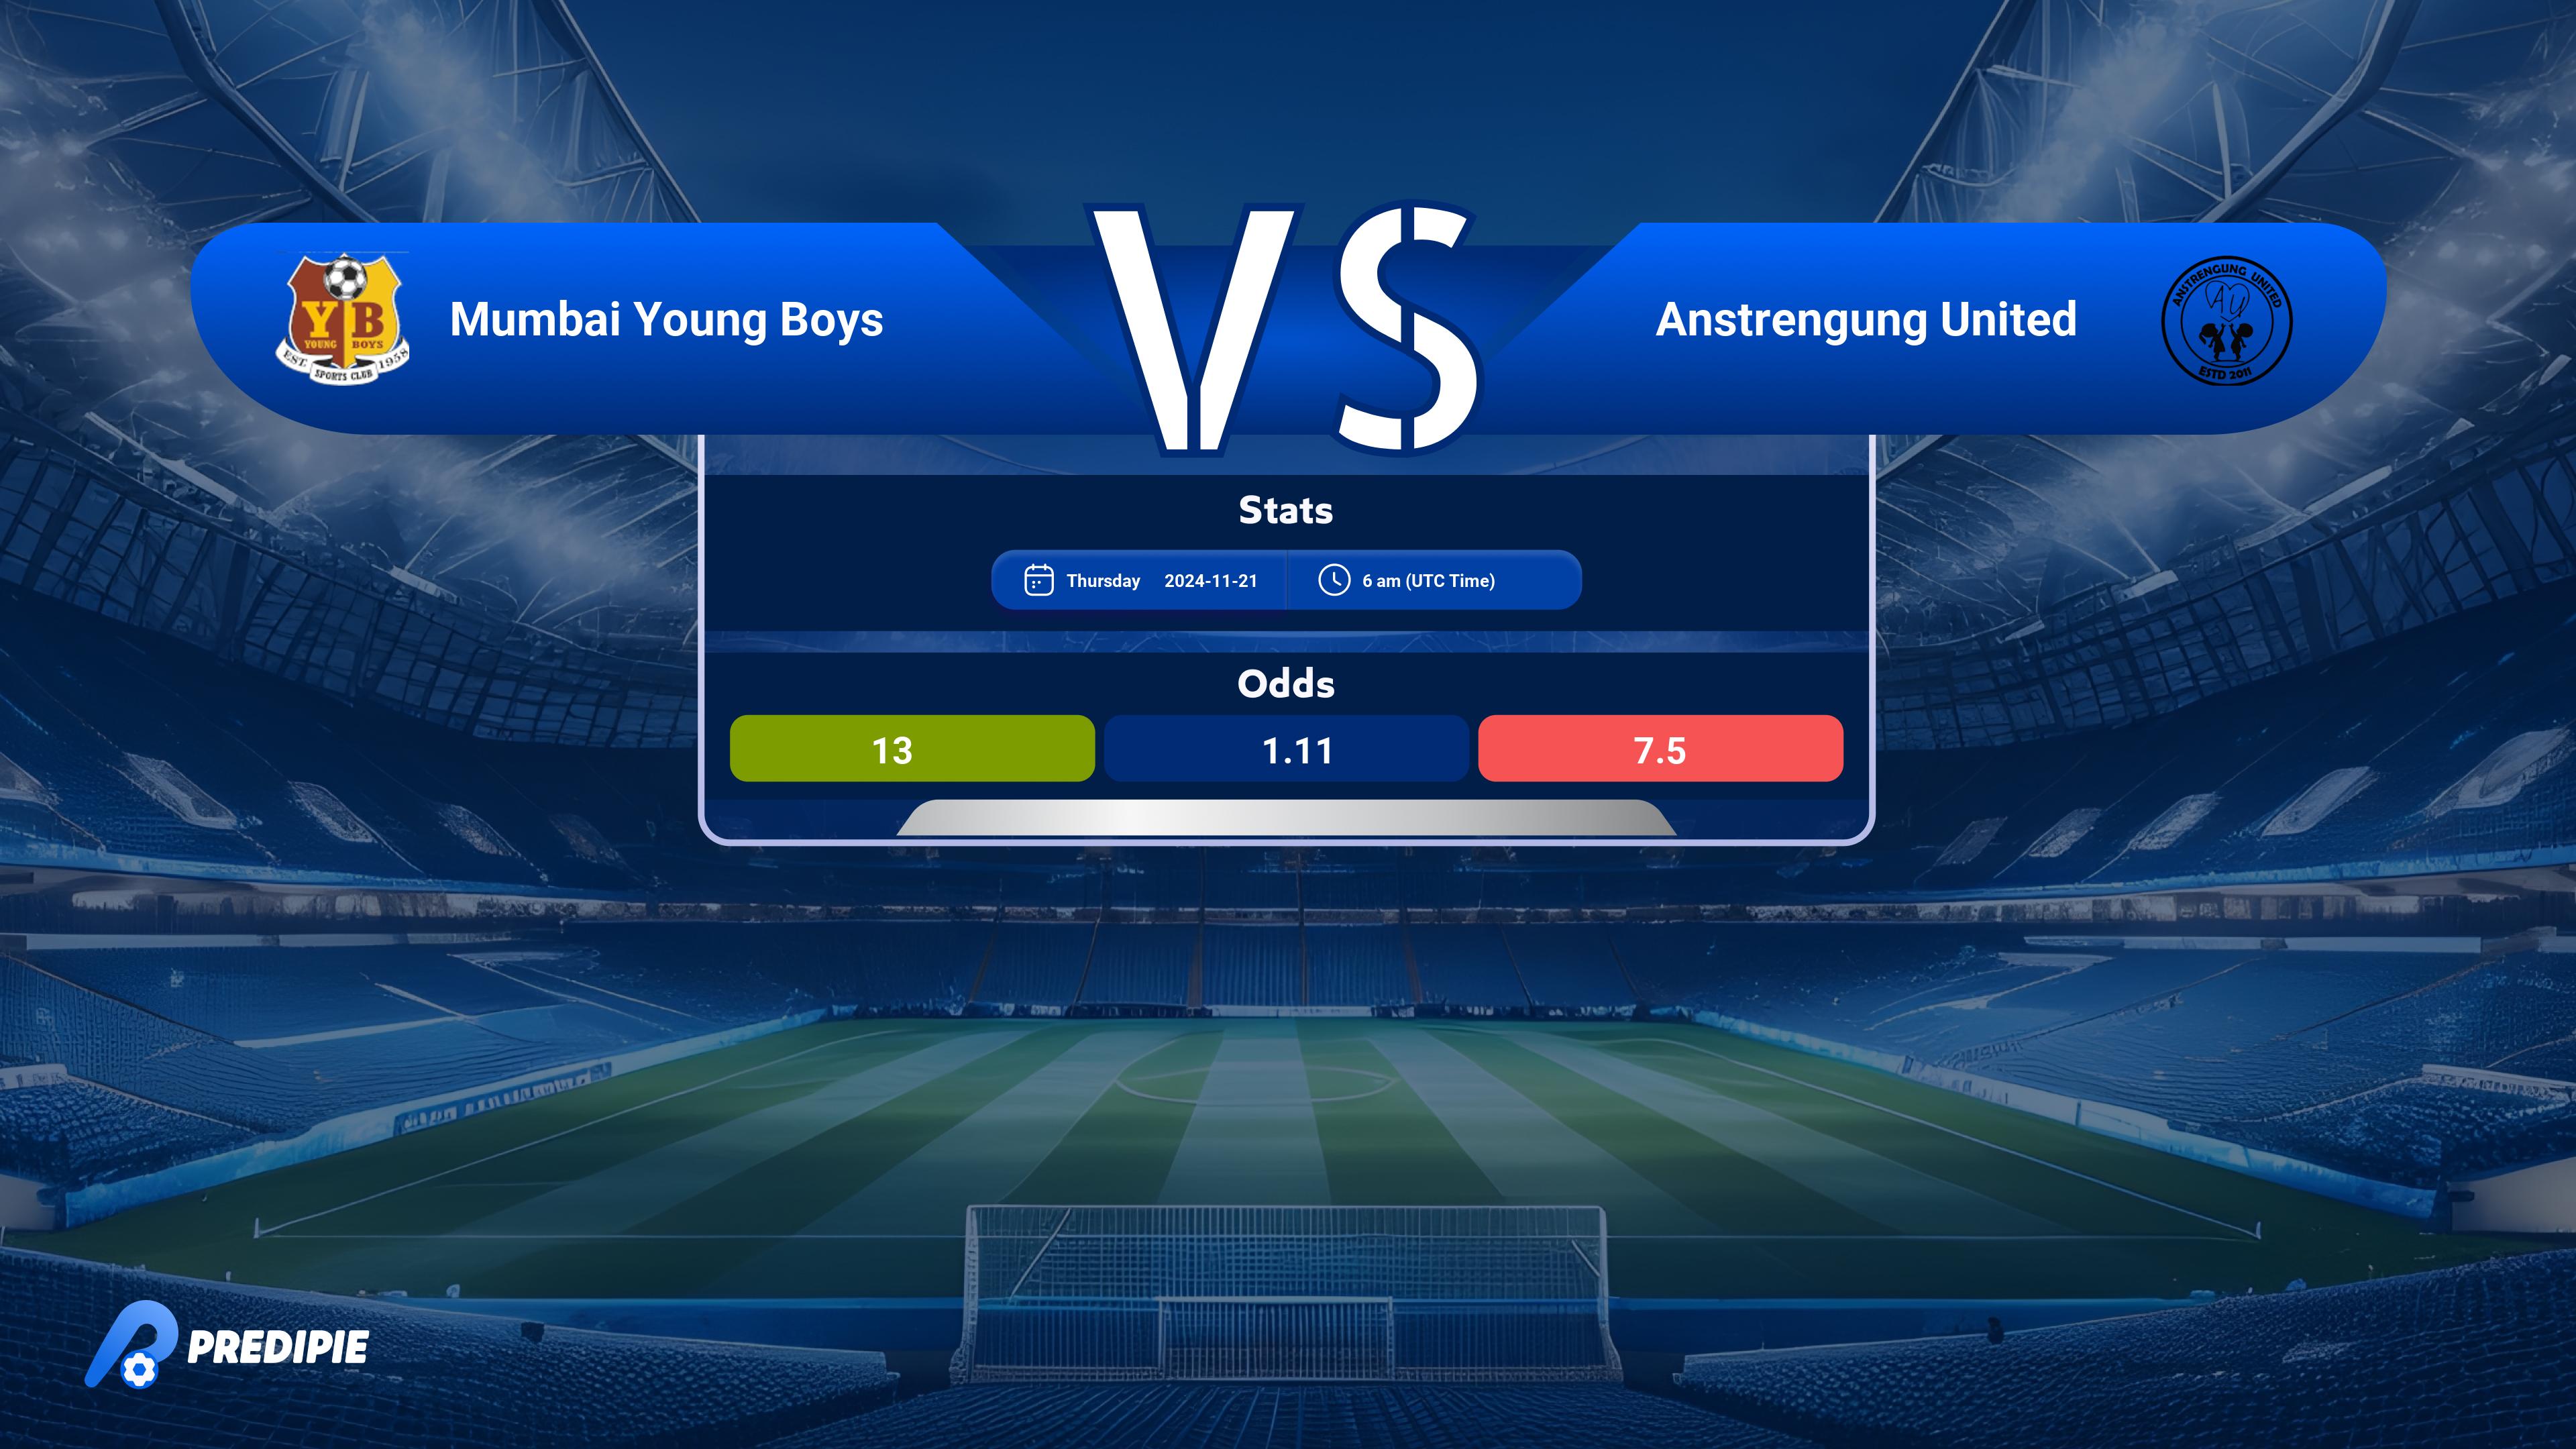 VS
Y B
YOUNG BOYS
EST. 1958
SPORTS CLUB
Mumbai Young Boys
Anstrengung United
ANSTRENGUNG UNITED
AU
ESTD 2011
Stats
Thursday 2024-11-21 6 am (UTC Time)
Odds
13 1.11 7.5
PREDIPIE